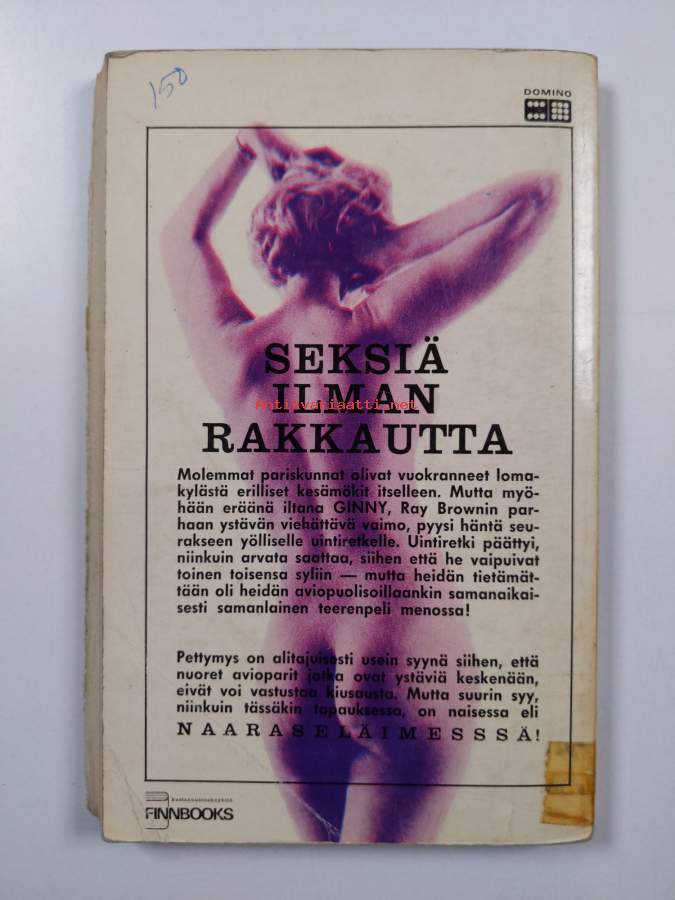 150
DOMINO
SEKSIÄ
ILMAN
Antikvariaatti.net
RAKKAUTTA
Molemmat pariskunnat olivat vuokranneet loma-
kylästä erilliset kesämökit itselleen. Mutta myö-
hään eräänä iltana GINNY, Ray Brownin par-
haan ystävän viehättävä vaimo, pyysi häntä seu-
rakseen yölliselle uintiretkelle. Uintiretki päättyi,
niinkuin arvata saattaa, siihen että he vaipuivat
toinen toisensa syliin — mutta heidän tietämät-
tään oli heidän aviopuolisoillaankin samanaikai-
sesti samanlainen teerenpeli menossa!
Pettymys on alitajuisesti usein syynä siihen, että
nuoret avioparit jotka ovat ystäviä keskenään,
eivät voi vastustaa kiusausta. Mutta suurin syy,
niinkuin tässäkin tapauksessa, on naisessa eli
NAARASELÄIMESSSÄ!
kustannusosakeyhtiö
FINNBOOKS